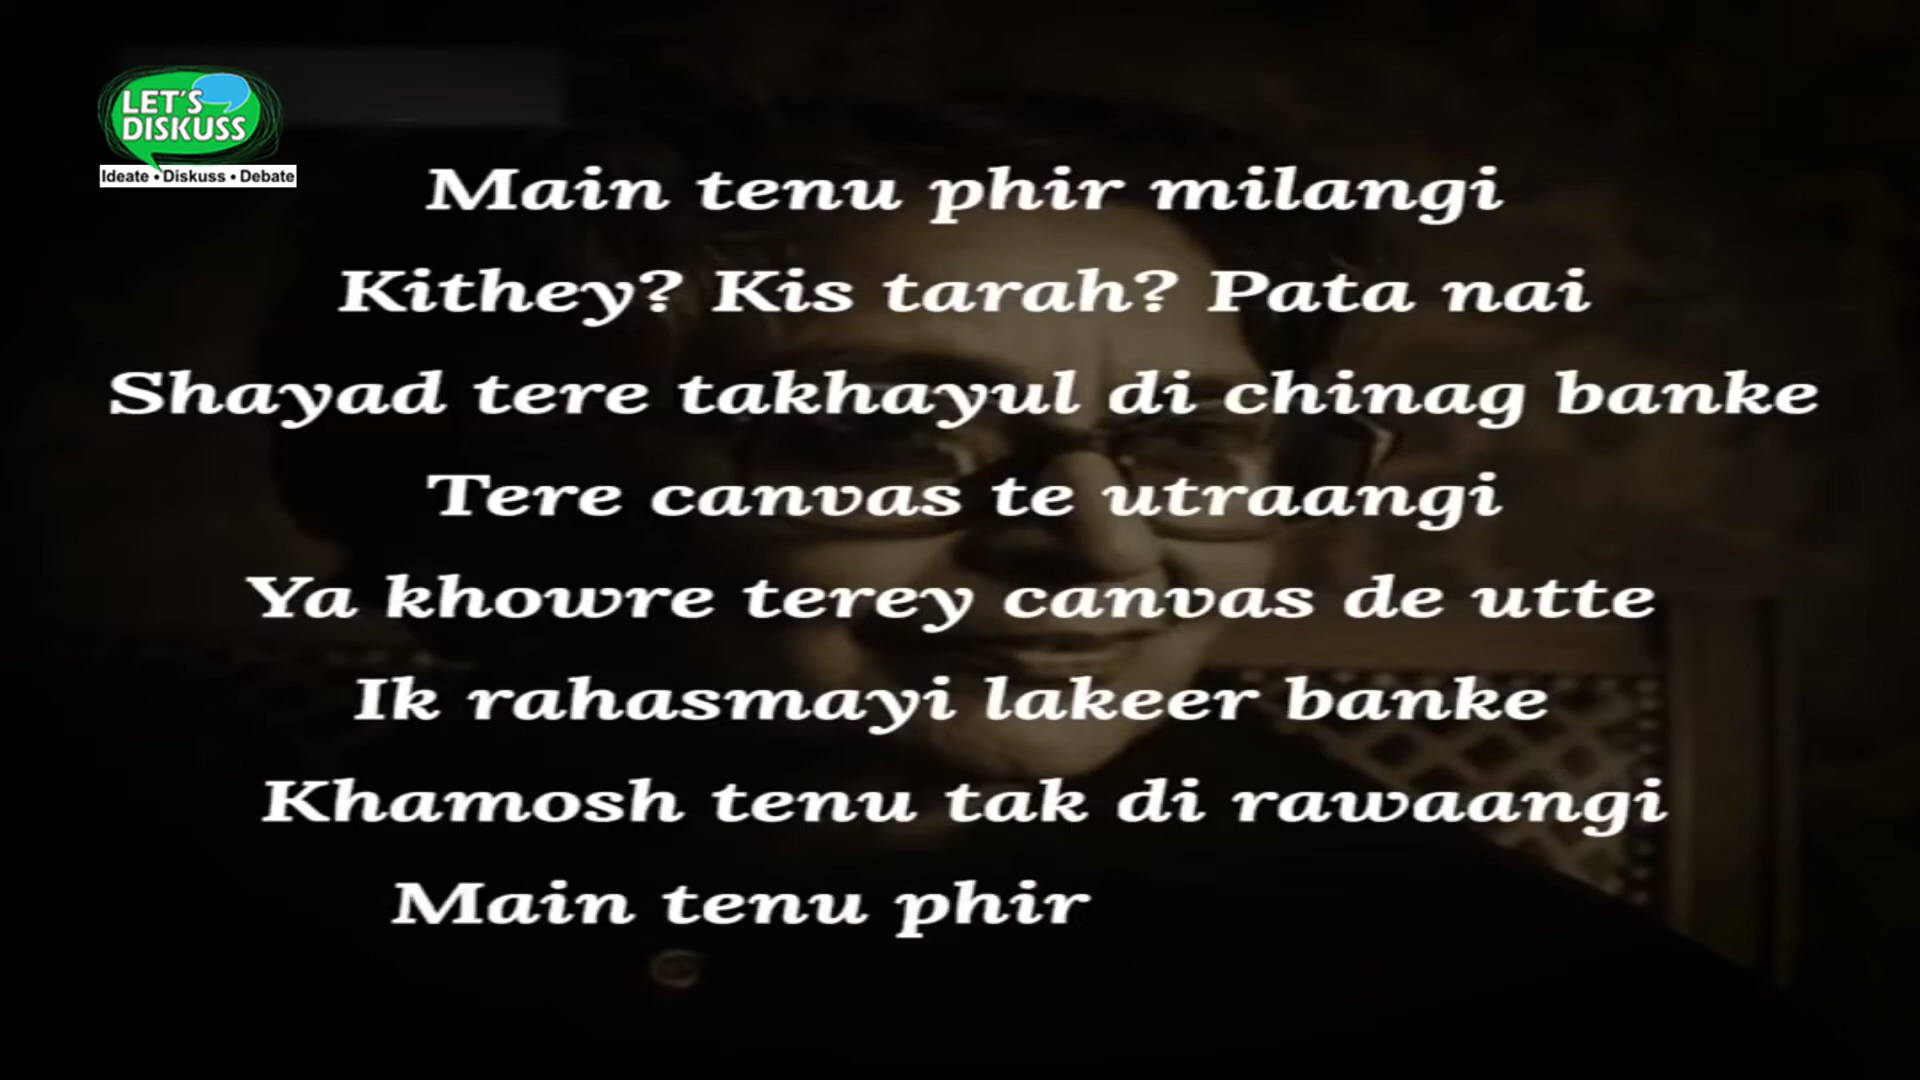 LET'S
DISKUSS
Ideate • Diskuss • Debate
Main tenu phir milangi
Kithey? Kis tarah? Pata nai
Shayad tere takhayul di chinag banke
Tere canvas te utraangi
Ya khowre terey canvas de utte
Ik rahasmayi lakeer banke
Khamosh tenu tak di rawaangi
Main tenu phir